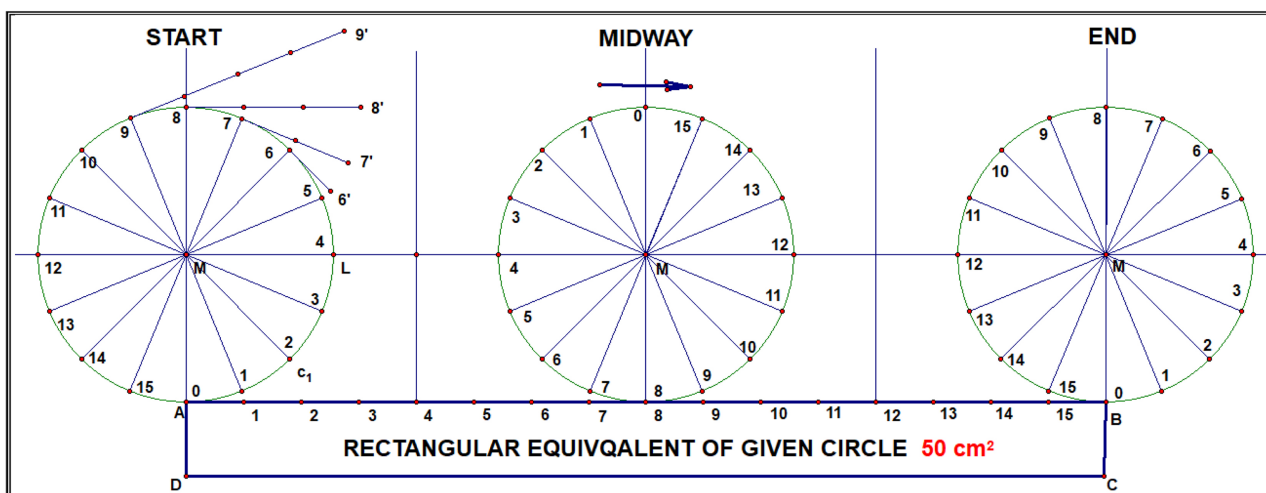 START MIDWAY END
9'
8'
7'
6'
9 8 7 6 5 4 L 3 2 1 0 15 14 13 12 11 10
M
c₁
0 15 14 13 12 11 10 9 8 7 6 5 4 3 2 1
M
8 7 6 5 4 3 2 1 0 15 14 13 12 11 10 9
M
A 1 2 3 4 5 6 7 8 9 10 11 12 13 14 15 B
RECTANGULAR EQUIVQALENT OF GIVEN CIRCLE 50 cm²
D C